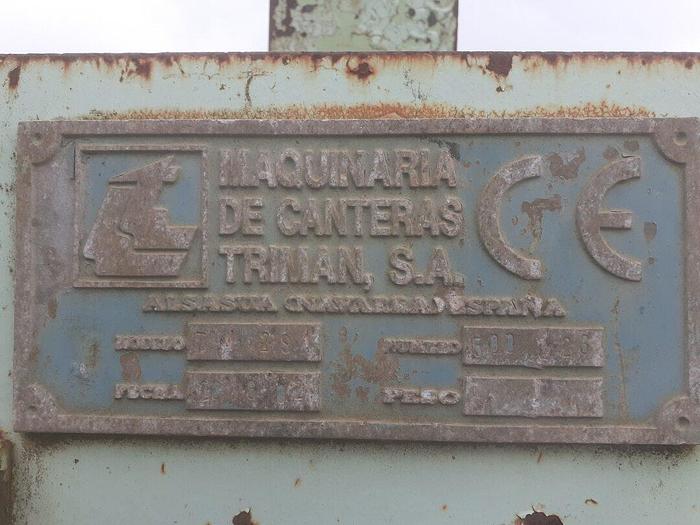 MAQUINARIA
DE CANTERAS
TRIMAN, S.A.
CE
ALSASUA (NAVARRA) ESPAÑA
MODELO
NUMERO
FECHA
PESO